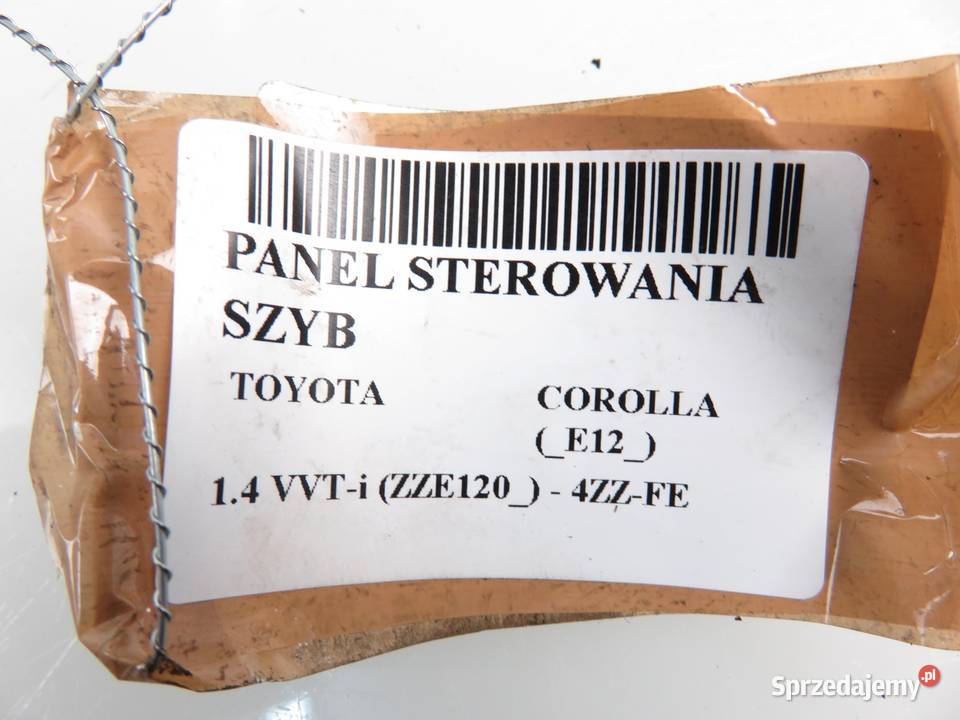 PANEL STEROWANIA
SZYB
TOYOTA COROLLA
(_E12_)
1.4 VVT-i (ZZE120_) - 4ZZ-FE
Sprzedajemy.pl